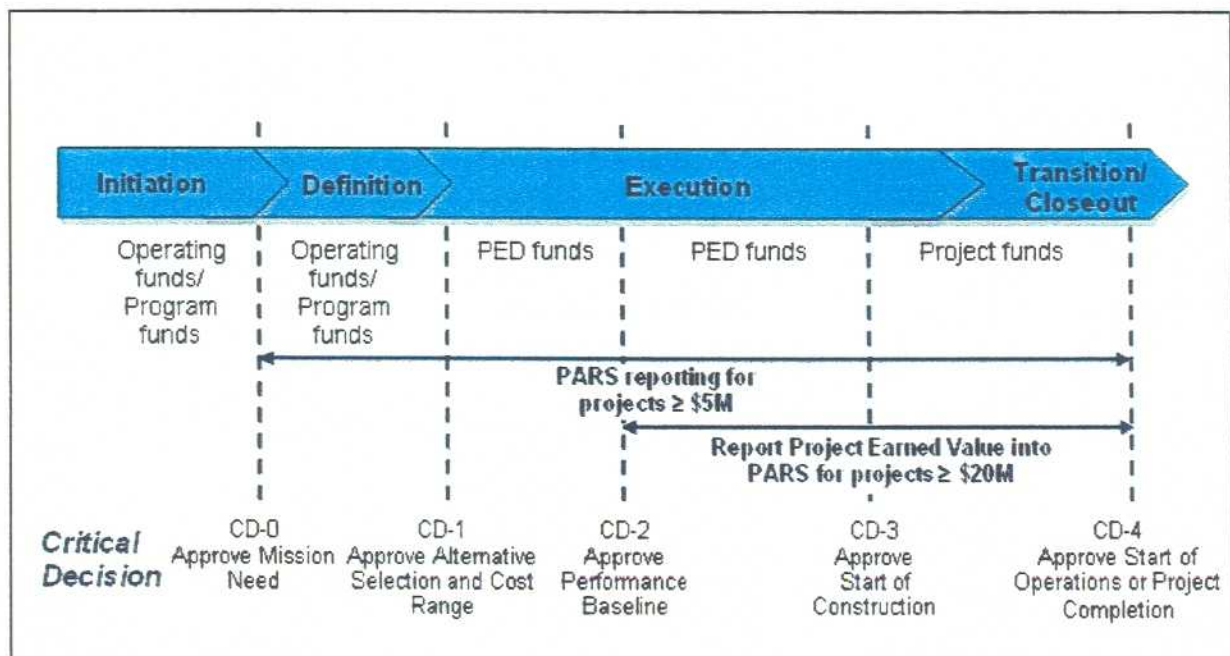 Initiation
Definition
Execution
Transition/
Closeout
Operating
funds/
Program
funds
Operating
funds/
Program
funds
PED funds
PED funds
Project funds
PARS reporting for
projects ≥ $5M
Report Project Earned Value into
PARS for projects ≥ $20M
Critical
Decision
CD-0
Approve Mission
Need
CD-1
Approve Alternative
Selection and Cost
Range
CD-2
Approve
Performance
Baseline
CD-3
Approve
Start of
Construction
CD-4
Approve Start of
Operations or Project
Completion